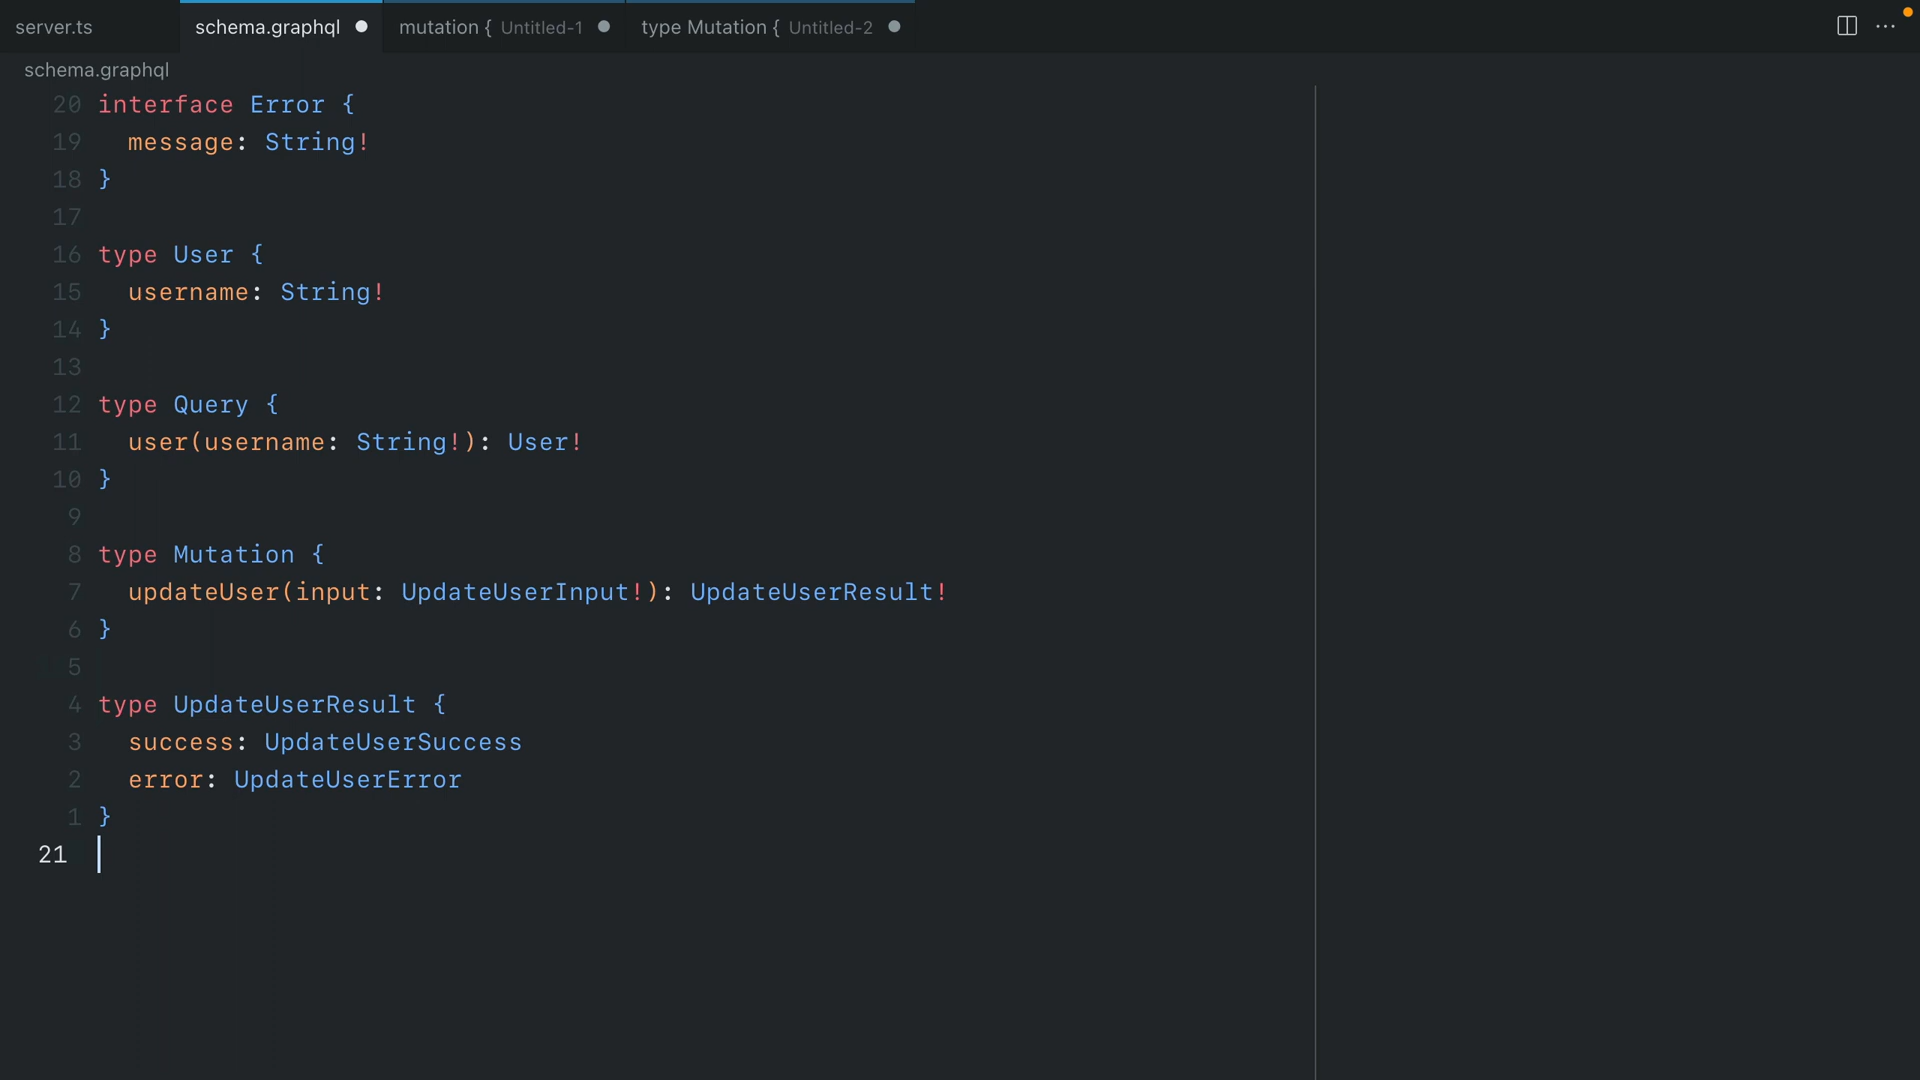 server.ts schema.graphql mutation { Untitled-1 type Mutation { Untitled-2
schema.graphql
20 interface Error {
19   message: String!
18 }
17
16 type User {
15   username: String!
14 }
13
12 type Query {
11   user(username: String!): User!
10 }
9
8 type Mutation {
7   updateUser(input: UpdateUserInput!): UpdateUserResult!
6 }
5
4 type UpdateUserResult {
3   success: UpdateUserSuccess
2   error: UpdateUserError
1 }
21